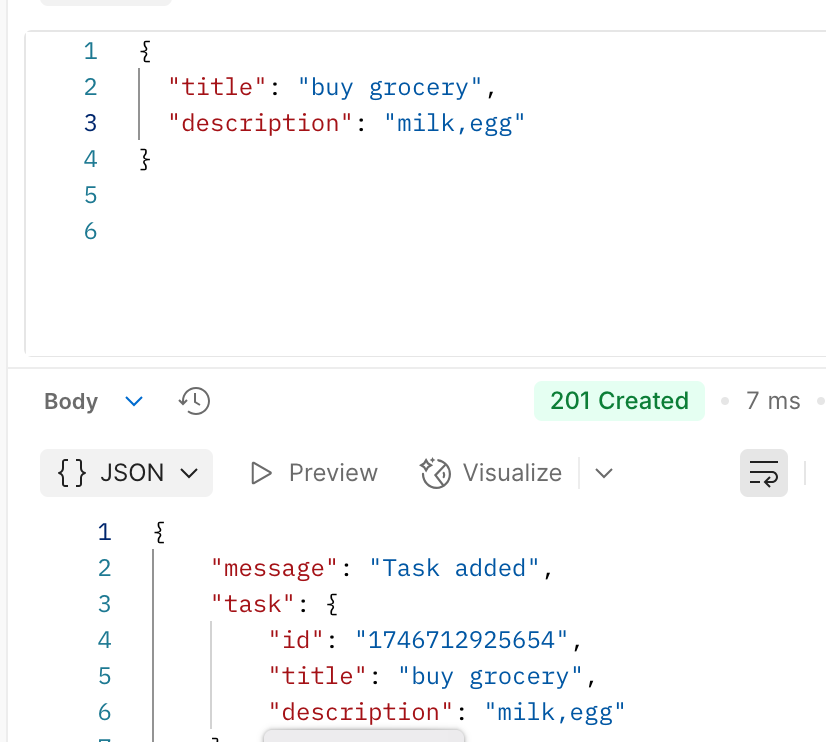 1 {
2 "title": "buy grocery",
3 "description": "milk,egg"
4 }
5
6
Body 201 Created 7 ms
{} JSON Preview Visualize
1 {
2 "message": "Task added",
3 "task": {
4 "id": "1746712925654",
5 "title": "buy grocery",
6 "description": "milk,egg"